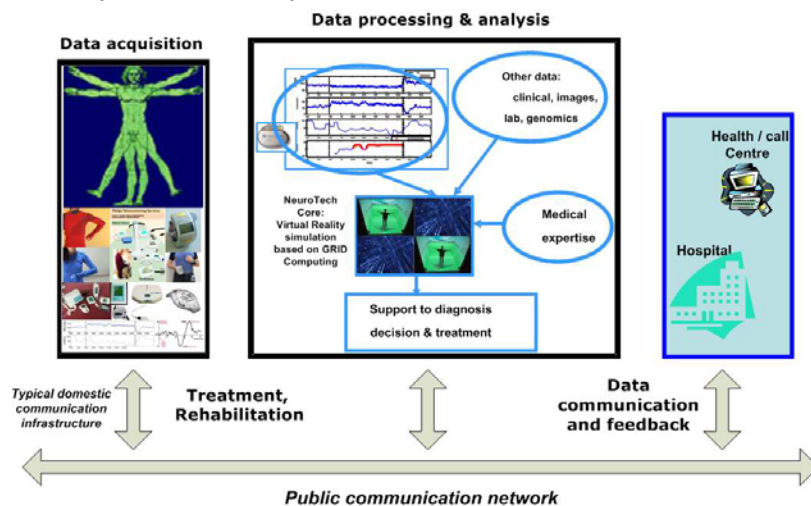 Data processing & analysis
Data acquisition
Other data:
clinical, images,
lab, genomics
NeuroTech
Core:
Virtual Reality
simulation
based on GRID
Computing
Medical
expertise
Support to diagnosis
decision & treatment
Health / call
Centre
Hospital
Typical domestic
communication
infrastructure
Treatment,
Rehabilitation
Data
communication
and feedback
Public communication network